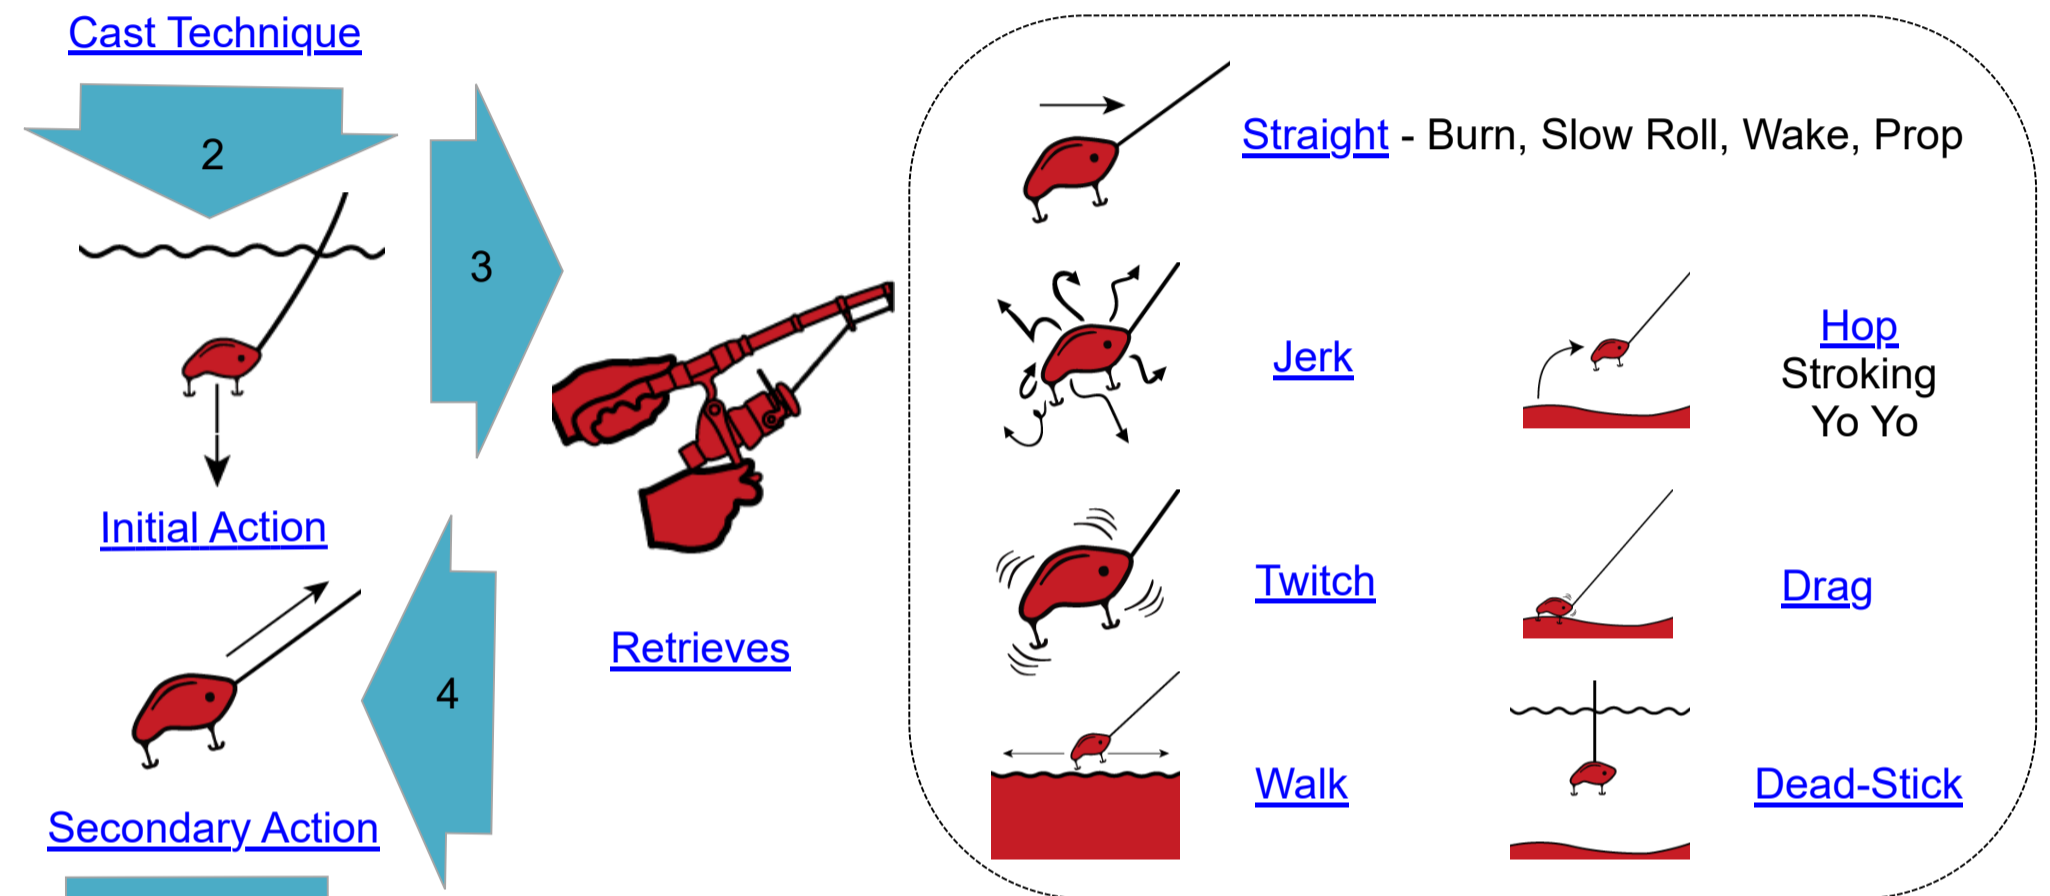 Cast Technique
2
Initial Action
3
Retrieves
4
Secondary Action
Straight - Burn, Slow Roll, Wake, Prop
Jerk
Hop
Stroking
Yo Yo
Twitch
Drag
Walk
Dead-Stick